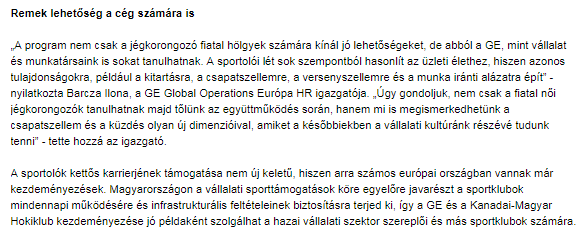 Remek lehetőség a cég számára is
„A program nem csak a jégkorongozó fiatal hölgyek számára kínál jó lehetőségeket, de abból a GE, mint vállalat
és munkatársaink is sokat tanulhatnak. A sportolói lét sok szempontból hasonlít az üzleti élethez, hiszen azonos
tulajdonságokra, például a kitartásra, a csapatszellemre, a versenyszellemre és a munka iránti alázatra épít” -
nyilatkozta Barcza Ilona, a GE Global Operations Európa HR igazgatója. „Úgy gondoljuk, nem csak a fiatal női
jégkorongozók tanulhatnak majd tőlün az együttműködés során, hanem mi is megismerkedhetünk a
csapatszellem és a küzdés olyan új dimenzióival, amiket a későbbiekben a vállalati kultúránk részévé tudunk
tenni” - tette hozzá az igazgató.
A sportolók kettős karrierjének támogatása nem új keletű, hiszen arra számos európai országban vannak már
kezdeményezések. Magyarországon a vállalati sporttámogatások köre egyelőre javarészt a sportklubok
mindennapi működésére és infrastrukturális feltételeinek biztosításra terjed ki, így a GE és a Kanadai-Magyar
Hokiklub kezdeményezése jó példaként szolgálhat a hazai vállalati szektor szereplői és más sportklubok számára.